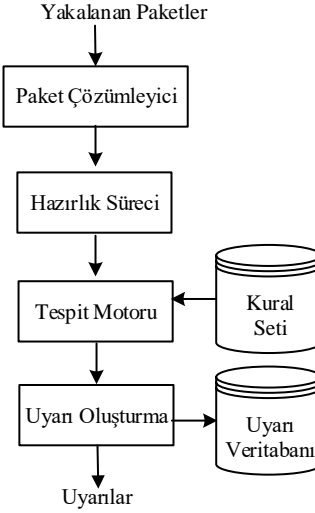 Yakalanan Paketler
Paket Çözümleyici
Hazırlık Süreci
Tespit Motoru
Kural
Seti
Uyarı Oluşturma
Uyarı
Veritabanı
Uyarılar